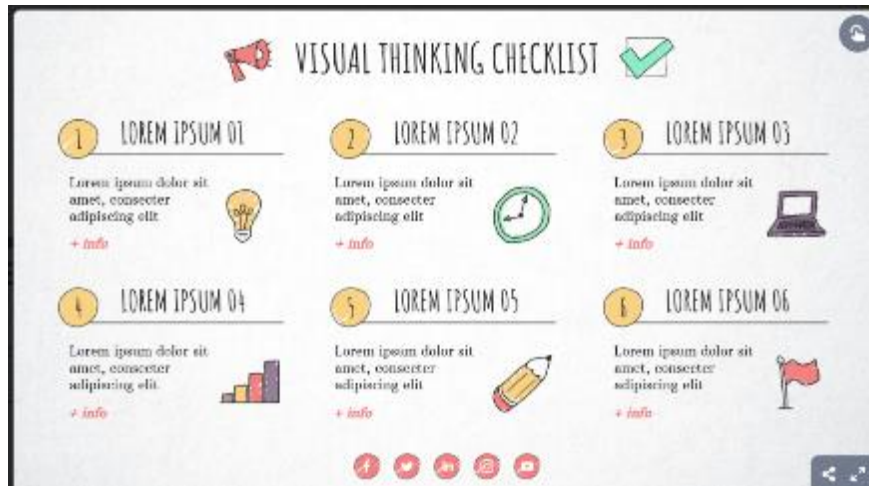 VISUAL THINKING CHECKLIST
1
LOREM IPSUM 01
Lorem ipsum dolor sit
amet, consecter
adipiscing elit
+ info
2
LOREM IPSUM 02
Lorem ipsum dolor sit
amet, consecter
adipiscing elit
+ info
3
LOREM IPSUM 03
Lorem ipsum dolor sit
amet, consecter
adipiscing elit
+ info
4
LOREM IPSUM 04
Lorem ipsum dolor sit
amet, consecter
adipiscing elit
+ info
5
LOREM IPSUM 05
Lorem ipsum dolor sit
amet, consecter
adipiscing elit
+ info
6
LOREM IPSUM 06
Lorem ipsum dolor sit
amet, consecter
adipiscing elit
+ info